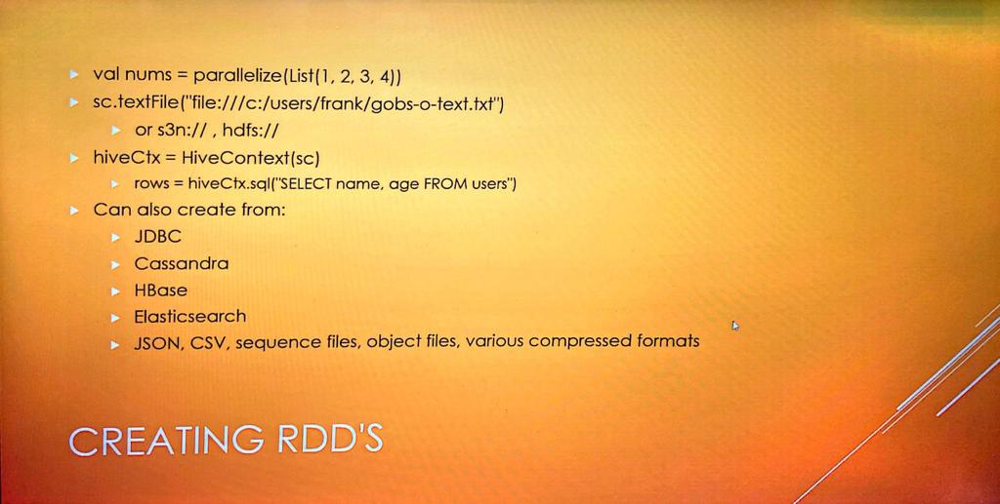 val nums = parallelize(List(1, 2, 3, 4))
sc.textFile("file:///c:/users/frank/gobs-o-text.txt")
or s3n:// , hdfs://
hiveCtx = HiveContext(sc)
rows = hiveCtx.sql("SELECT name, age FROM users")
Can also create from:
JDBC
Cassandra
HBase
Elasticsearch
JSON, CSV, sequence files, object files, various compressed formats
CREATING RDD'S